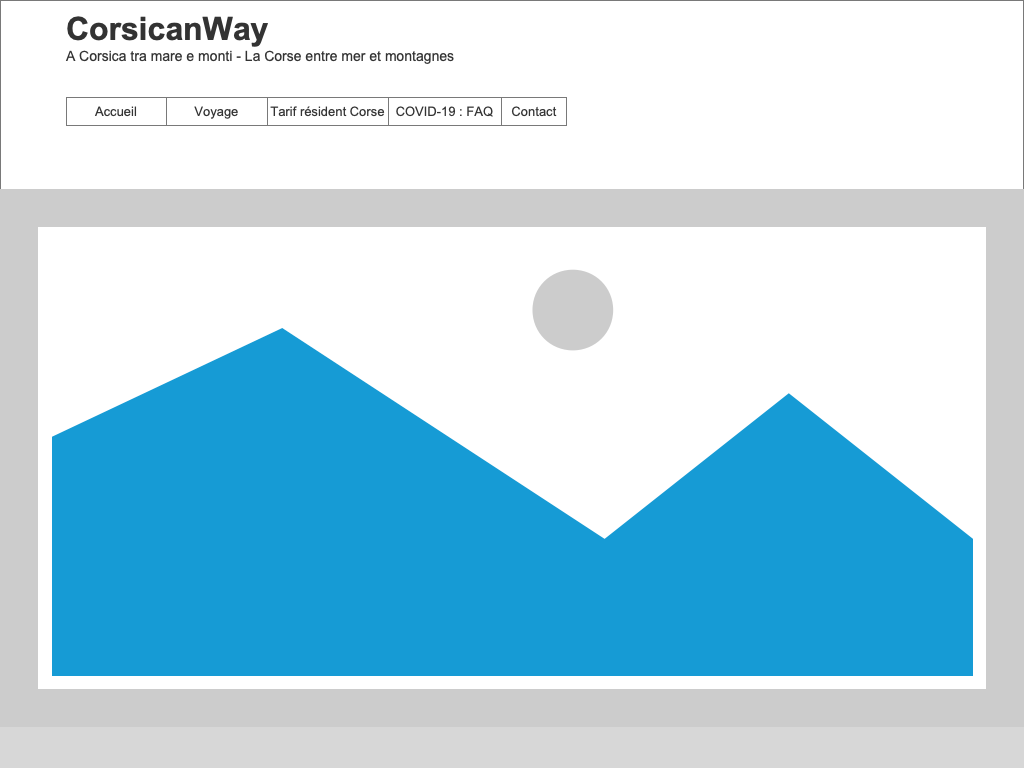 CorsicanWay
A Corsica tra mare e monti - La Corse entre mer et montagnes
Accueil Voyage Tarif résident Corse COVID-19 : FAQ Contact